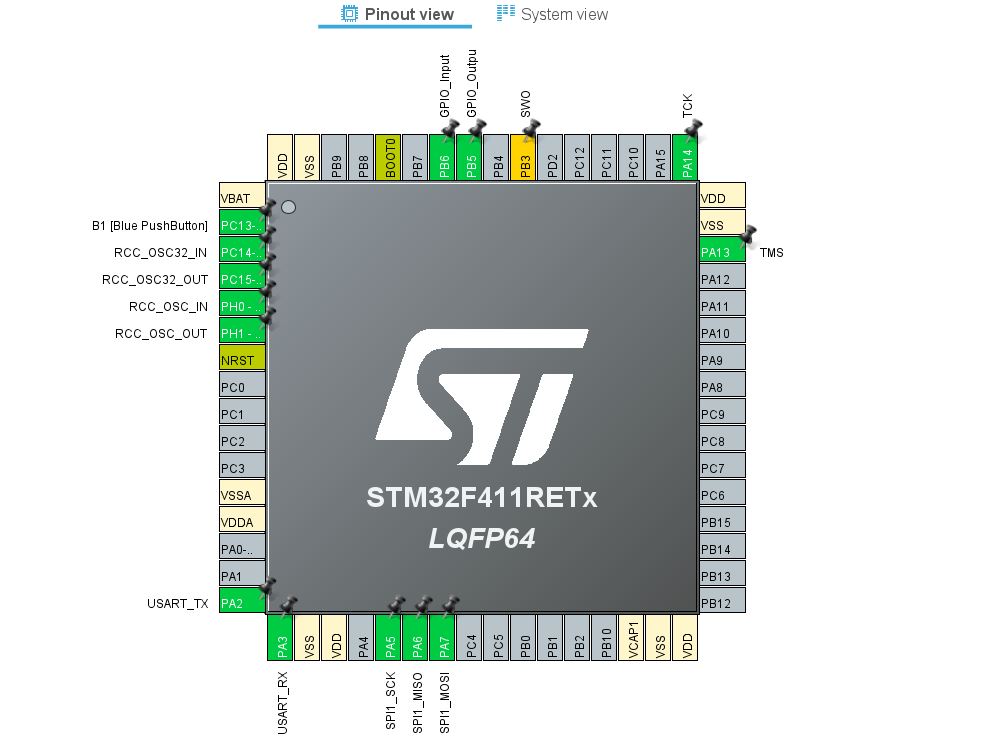 Pinout view
System view
GPIO_Input
GPIO_Outpu
SWO
TCK
VDD
VSS
PB9
PB8
BOOT0
PB7
PB6
PB5
PB4
PB3
PD2
PC12
PC11
PC10
PA15
PA14
VBAT
B1 [Blue PushButton] PC13-..
RCC_OSC32_IN PC14-..
RCC_OSC32_OUT PC15-..
RCC_OSC_IN PH0 - ..
RCC_OSC_OUT PH1 - ..
NRST
PC0
PC1
PC2
PC3
VSSA
VDDA
PA0-..
PA1
USART_TX PA2
ST
STM32F411RETx
LQFP64
VDD
VSS
PA13 TMS
PA12
PA11
PA10
PA9
PA8
PC9
PC8
PC7
PC6
PB15
PB14
PB13
PB12
PA3
VSS
VDD
PA4
PA5
PA6
PA7
PC4
PC5
PB0
PB1
PB2
PB10
VCAP1
VSS
VDD
USART_RX
SPI1_SCK
SPI1_MISO
SPI1_MOSI